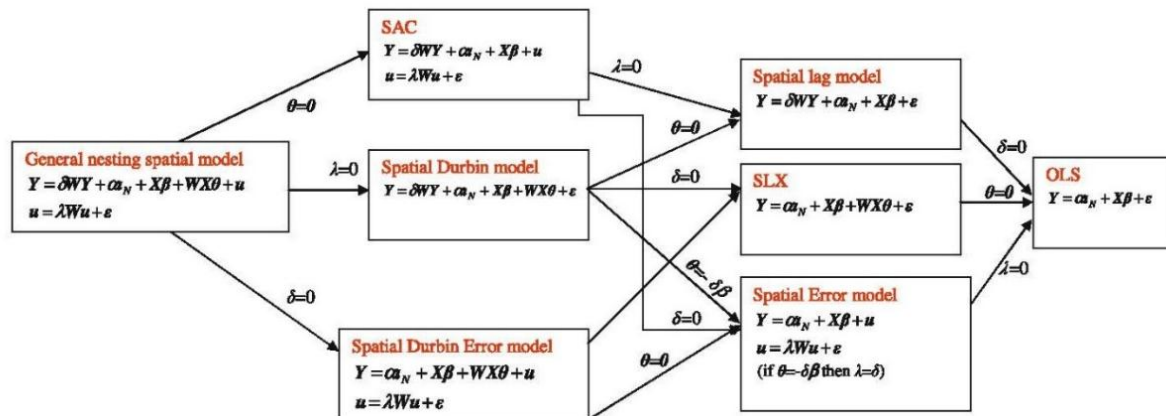 SAC
Y = δWY + αι_N + Xβ + u
u = λWu + ε
θ=0
λ=0
General nesting spatial model
Y = δWY + αι_N + Xβ + WXθ + u
u = λWu + ε
λ=0
Spatial Durbin model
Y = δWY + αι_N + Xβ + WXθ + ε
δ=0
Spatial Durbin Error model
Y = αι_N + Xβ + WXθ + u
u = λWu + ε
Spatial lag model
Y = δWY + αι_N + Xβ + ε
θ=0
δ=0
SLX
Y = αι_N + Xβ + WXθ + ε
θ=-δβ
δ=0
θ=0
Spatial Error model
Y = αι_N + Xβ + u
u = λWu + ε
(if θ=-δβ then λ=δ)
δ=0
θ=0
λ=0
OLS
Y = αι_N + Xβ + ε